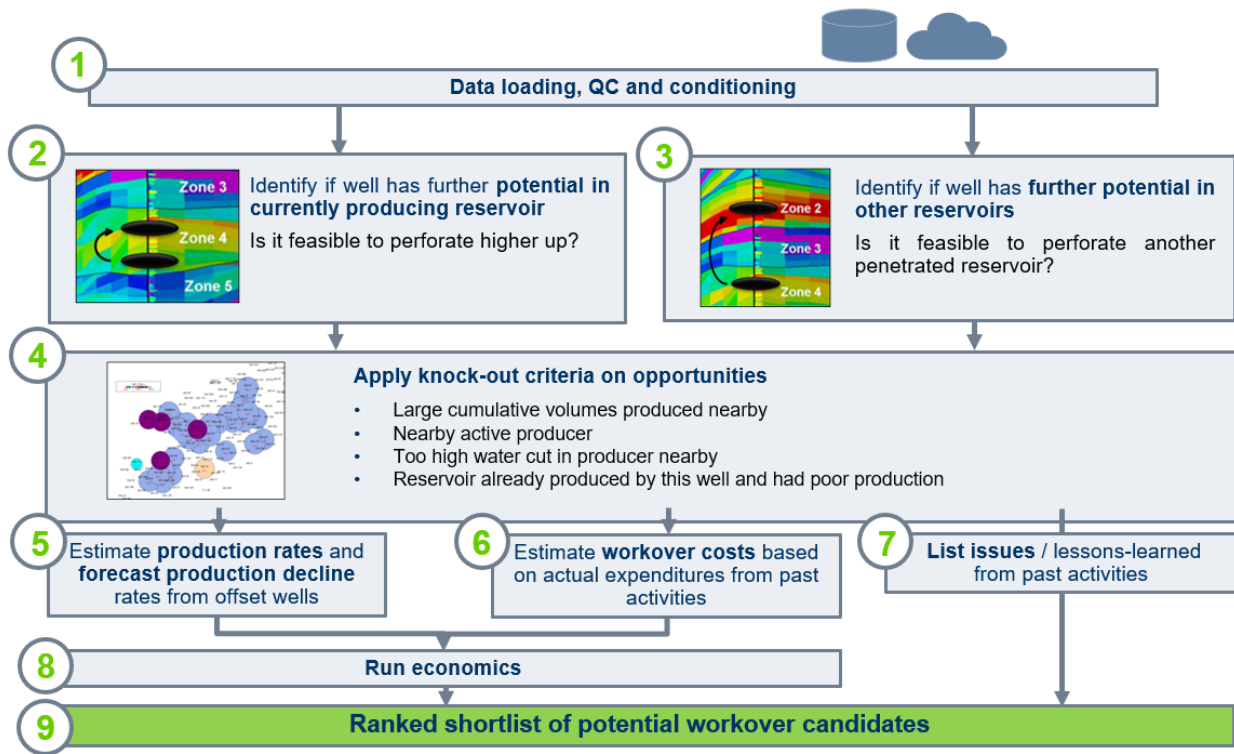 1
Data loading, QC and conditioning
2
Zone 3
Zone 4
Zone 5
Identify if well has further potential in
currently producing reservoir
Is it feasible to perforate higher up?
3
Zone 2
Zone 3
Zone 4
Identify if well has further potential in
other reservoirs
Is it feasible to perforate another
penetrated reservoir?
4
Apply knock-out criteria on opportunities
• Large cumulative volumes produced nearby
• Nearby active producer
• Too high water cut in producer nearby
• Reservoir already produced by this well and had poor production
5
Estimate production rates and
forecast production decline
rates from offset wells
6
Estimate workover costs based
on actual expenditures from past
activities
7
List issues / lessons-learned
from past activities
8
Run economics
9
Ranked shortlist of potential workover candidates